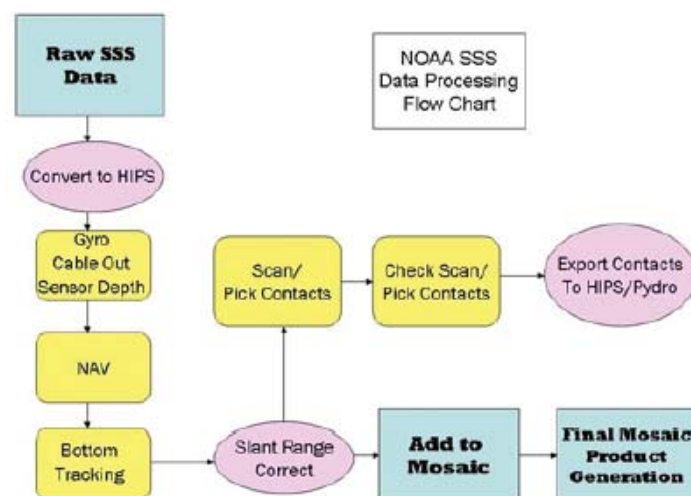 Raw SSS
Data
NOAA SSS
Data Processing
Flow Chart
Convert to HIPS
Gyro
Cable Out
Sensor Depth
Scan/
Pick Contacts
Check Scan/
Pick Contacts
Export Contacts
To HIPS/Pydro
NAV
Bottom
Tracking
Slant Range
Correct
Add to
Mosaic
Final Mosaic
Product
Generation